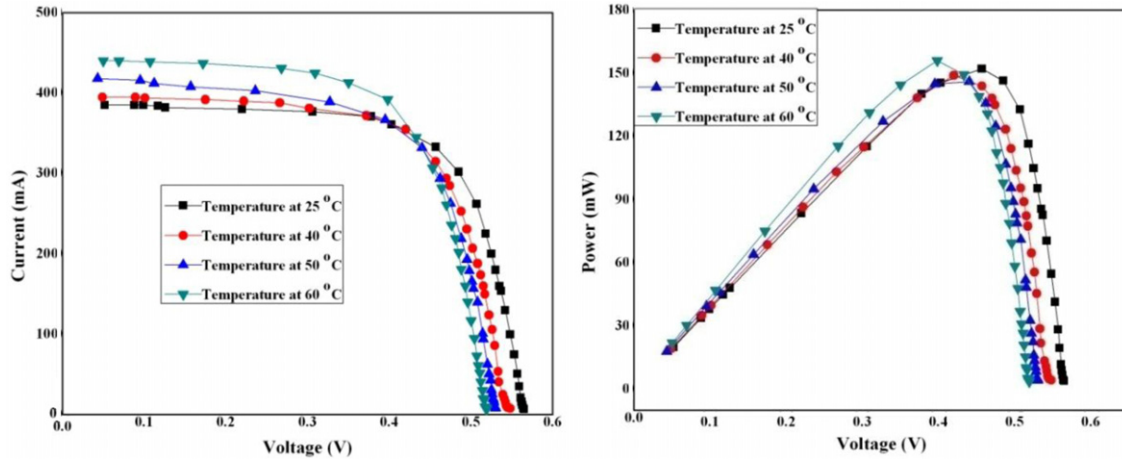 500
400
300
200
100
0
0.0 0.1 0.2 0.3 0.4 0.5 0.6
Current (mA)
Voltage (V)
Temperature at 25 °C
Temperature at 40 °C
Temperature at 50 °C
Temperature at 60 °C
180
150
120
90
60
30
0
0.0 0.1 0.2 0.3 0.4 0.5 0.6
Power (mW)
Voltage (V)
Temperature at 25 °C
Temperature at 40 °C
Temperature at 50 °C
Temperature at 60 °C